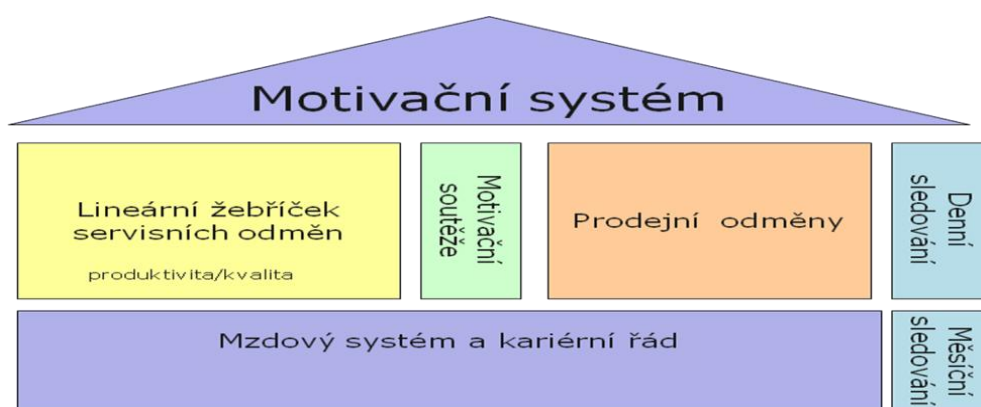 Motivační systém
Lineární žebříček
servisních odměn
produktivita/kvalita
Motivační
soutěže
Prodejní odměny
Denní
sledování
Mzdový systém a kariérní řád
Měsíční
sledování